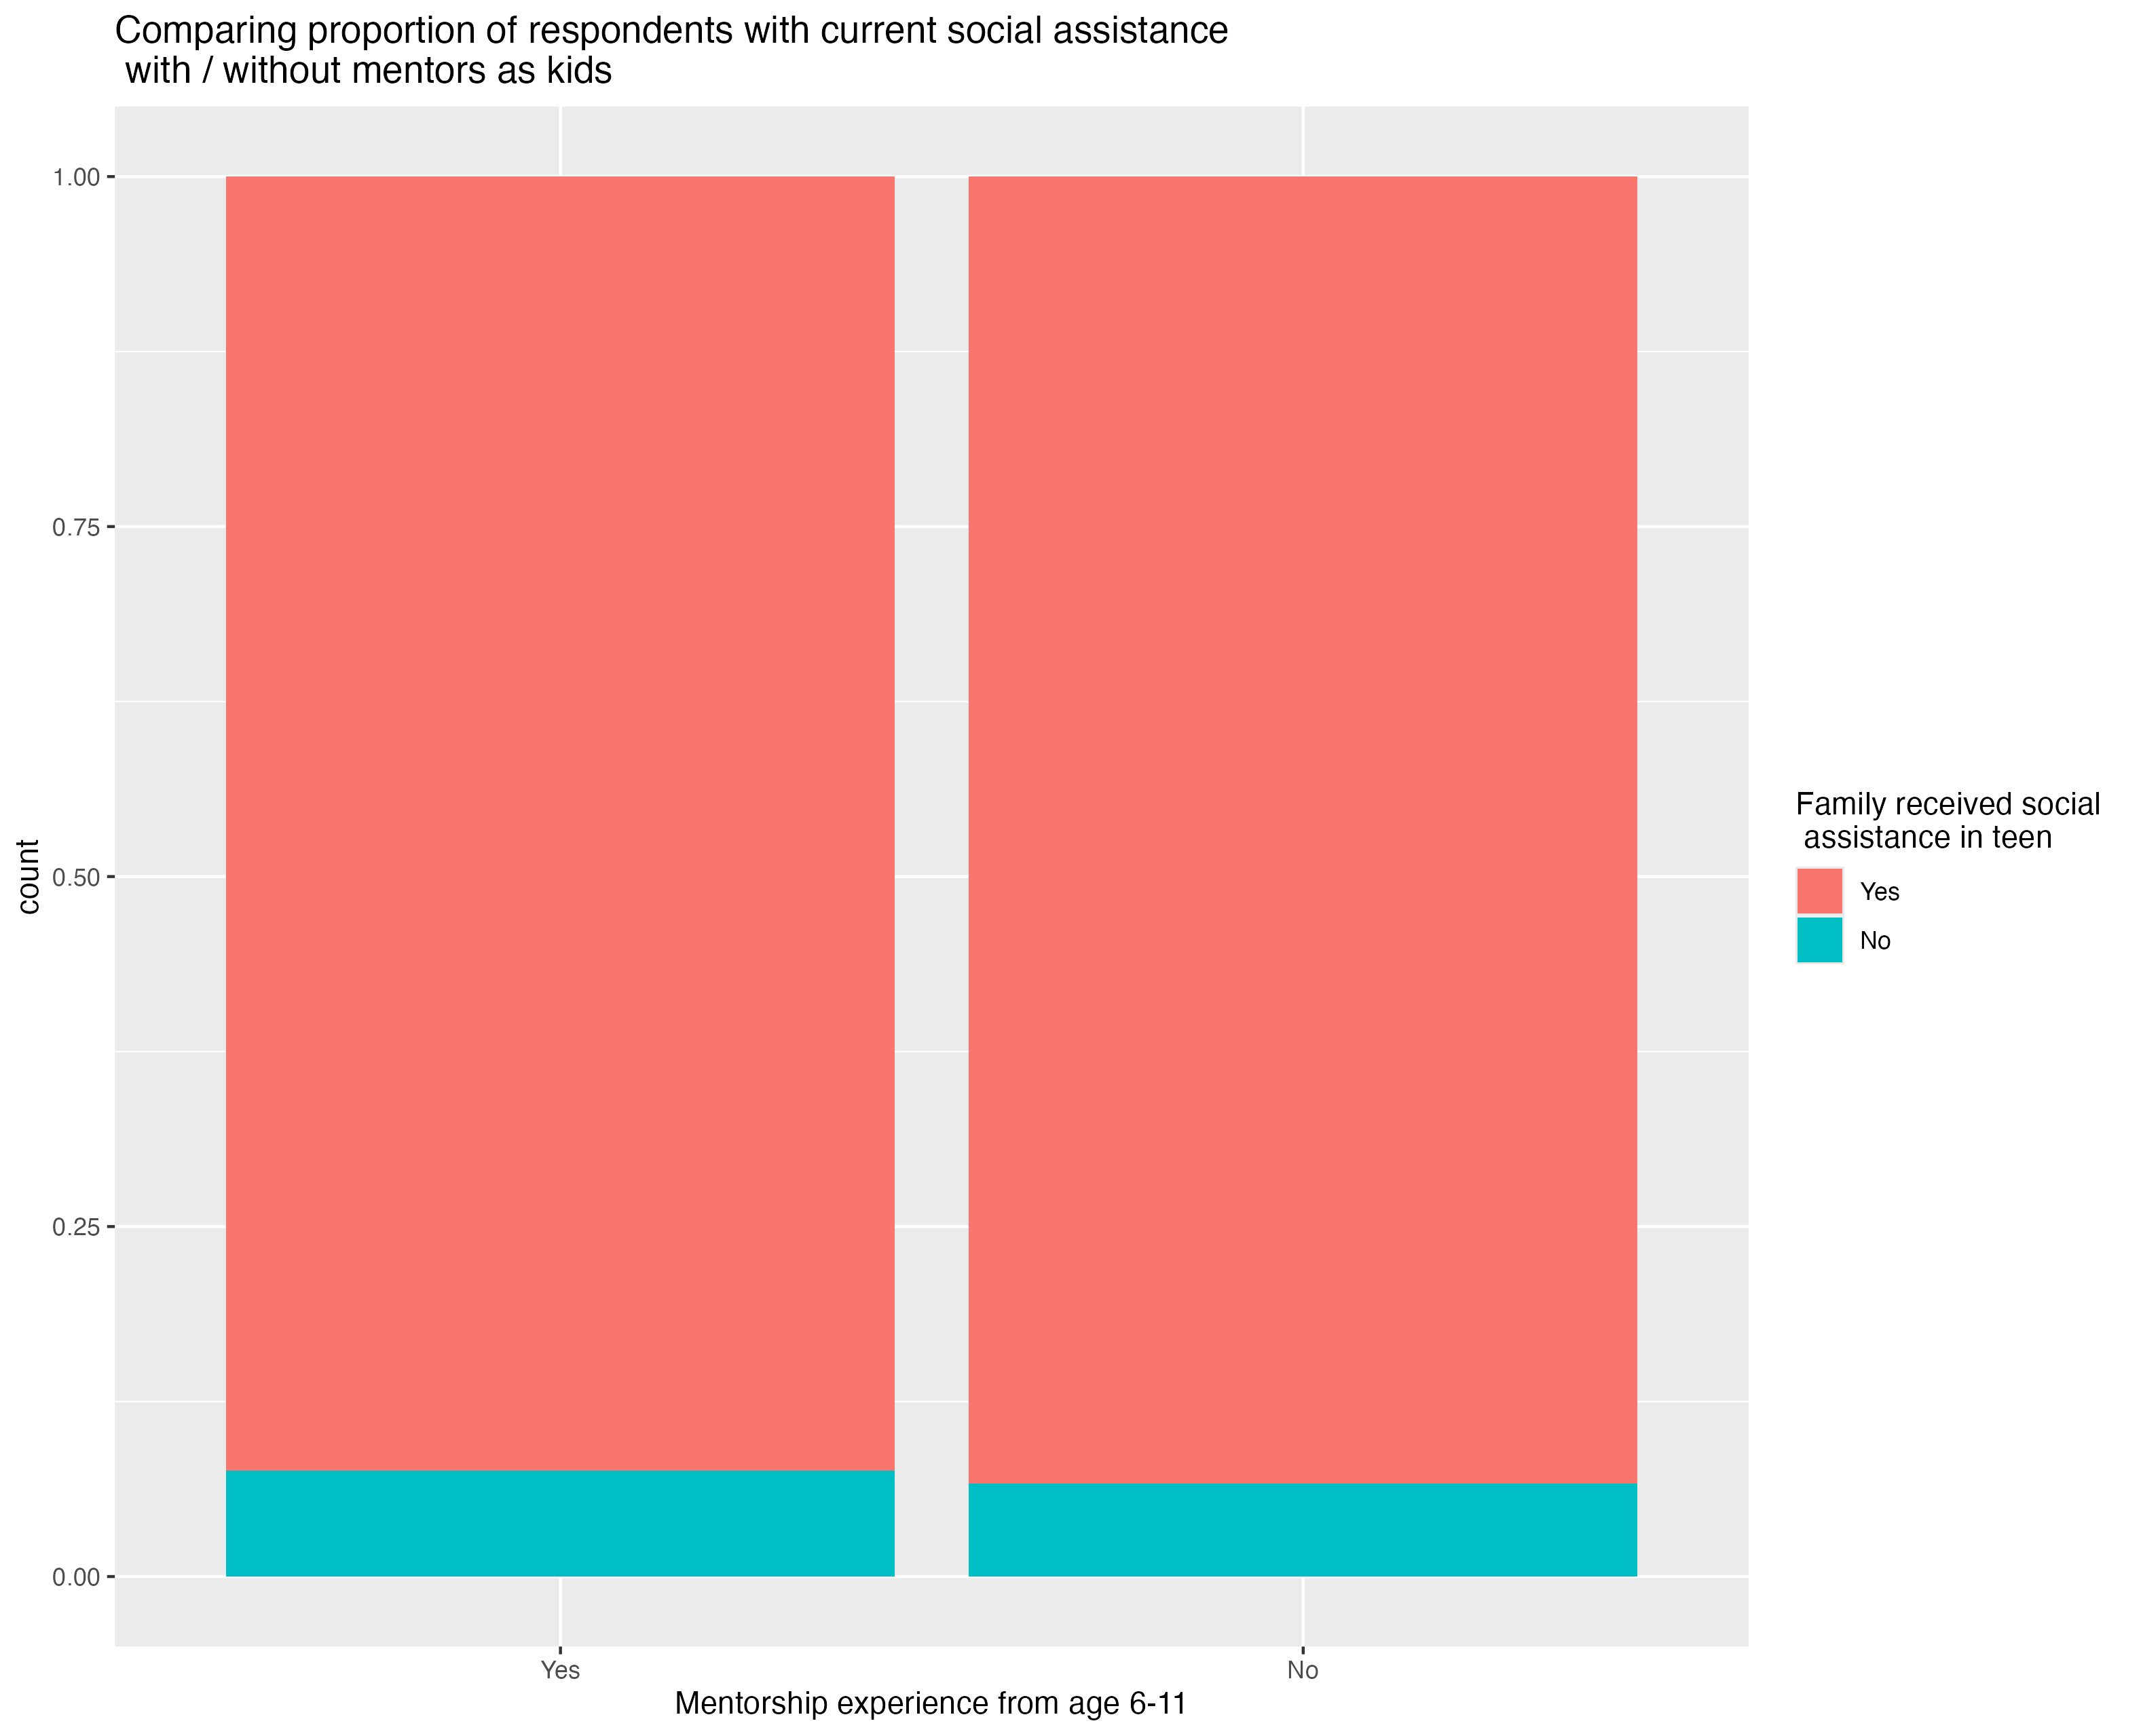 Comparing proportion of respondents with current social assistance
with / without mentors as kids
1.00
0.75
0.50
0.25
0.00
count
Yes
No
Mentorship experience from age 6-11
Family received social
assistance in teen
Yes
No